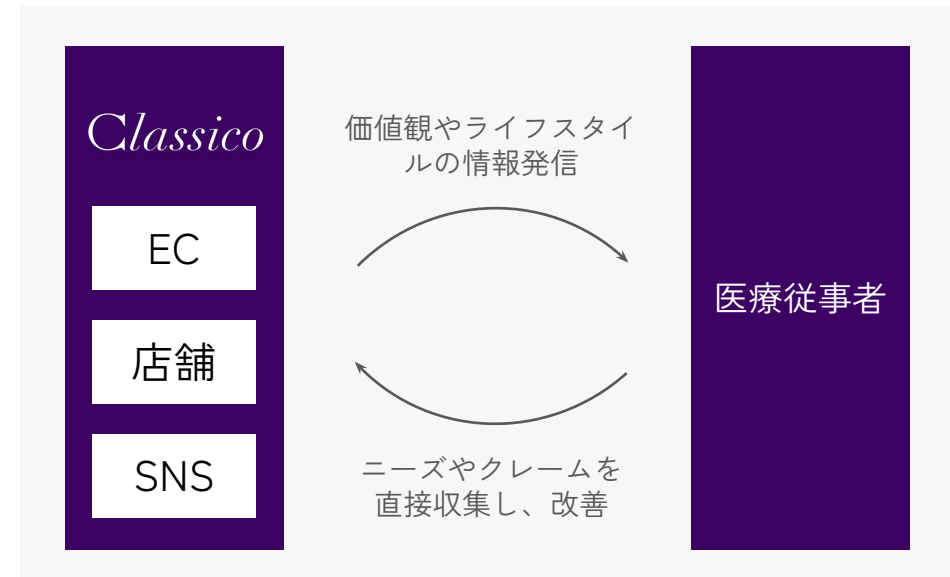 Classico
EC
店舗
SNS
価値観やライフスタイ
ルの情報発信
ニーズやクレームを
直接収集し、改善
医療従事者